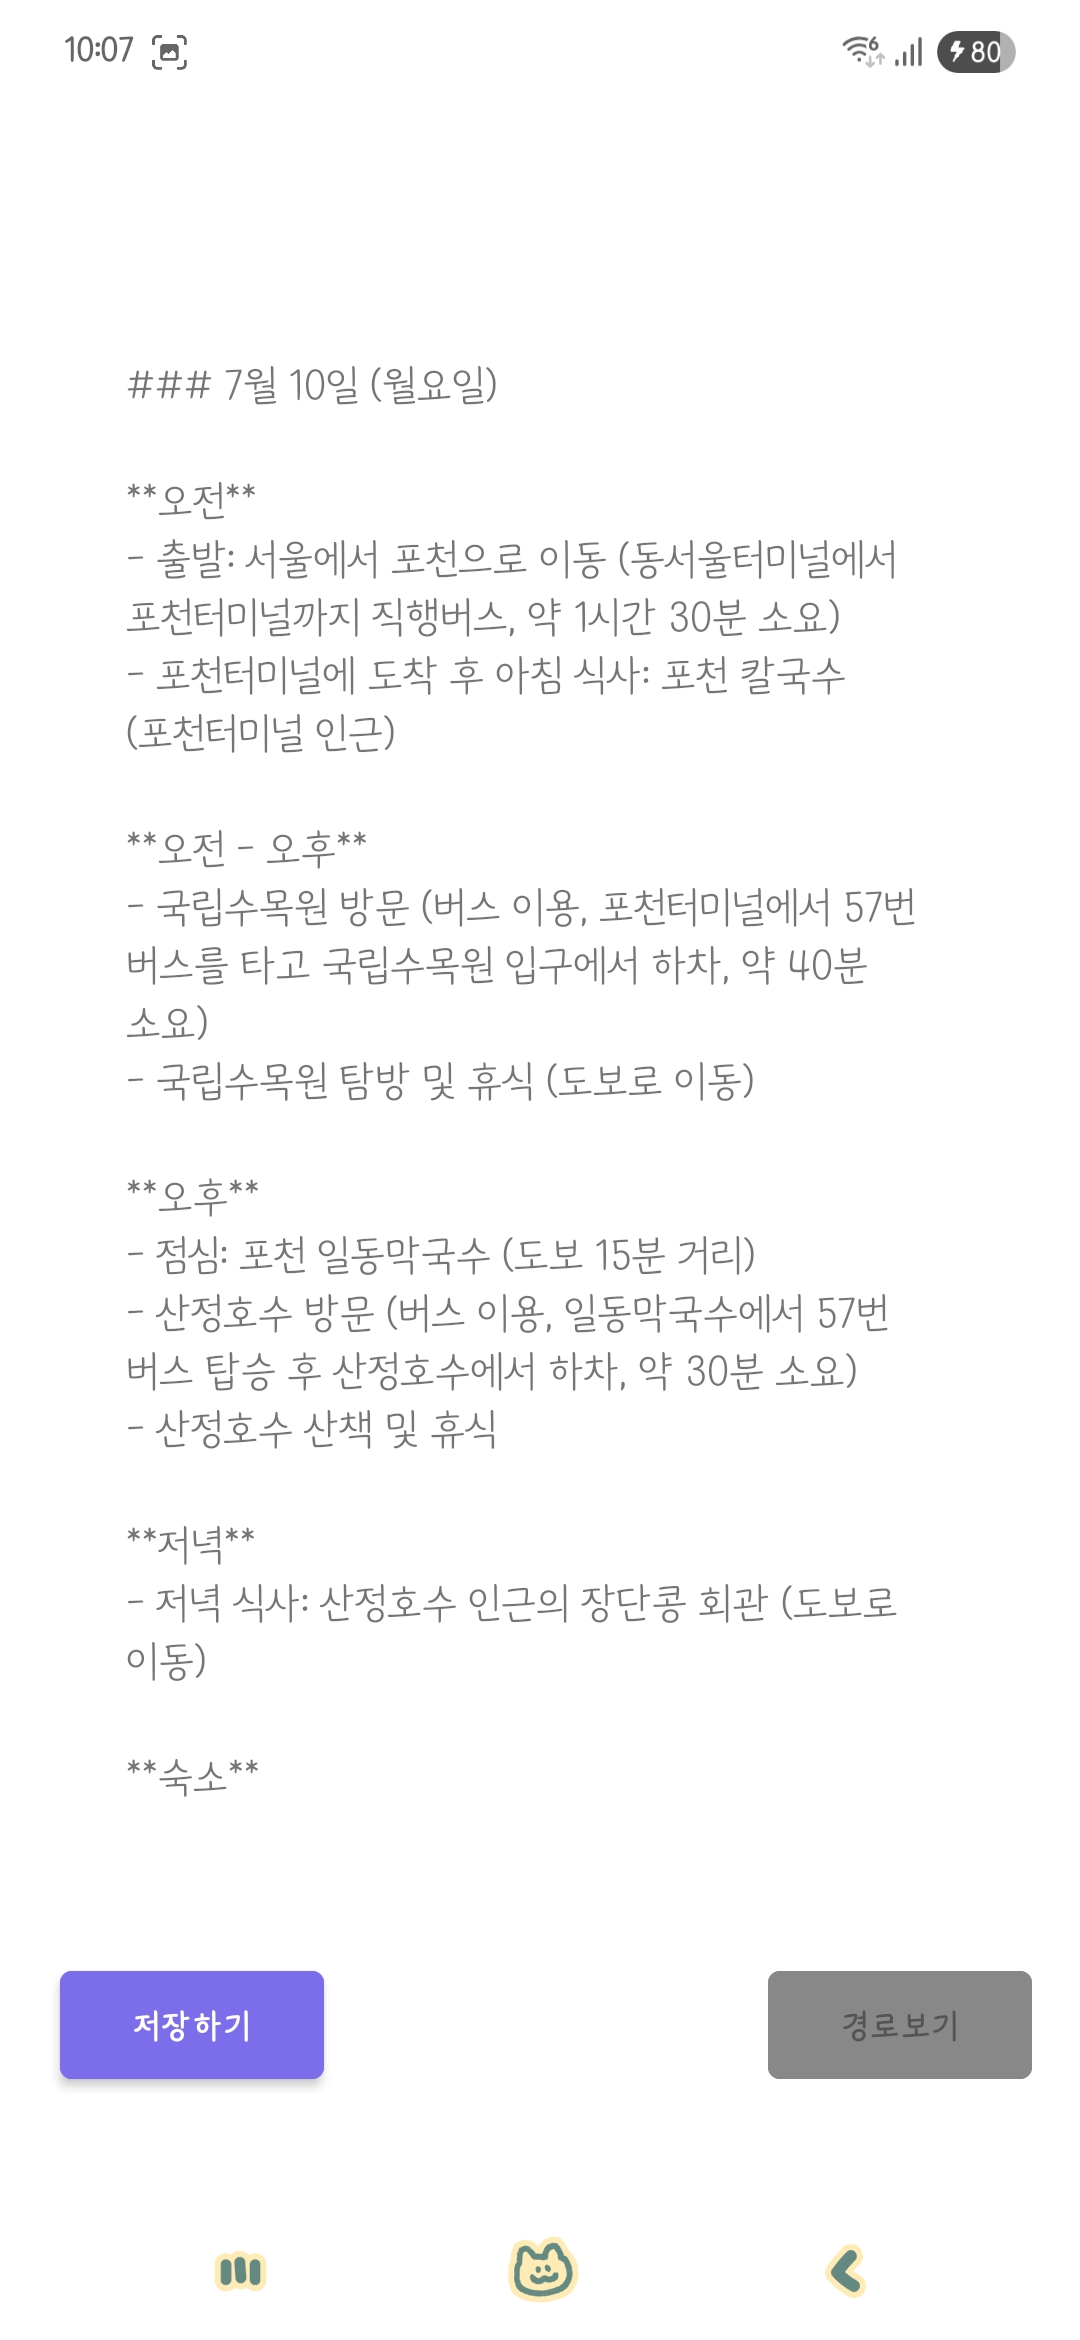 10:07
6
80
### 7월 10일 (월요일)
**오전**
- 출발: 서울에서 포천으로 이동 (동서울터미널에서
포천터미널까지 직행버스, 약 1시간 30분 소요)
- 포천터미널에 도착 후 아침 식사: 포천 칼국수
(포천터미널 인근)
**오전 - 오후**
- 국립수목원 방문 (버스 이용, 포천터미널에서 57번
버스를 타고 국립수목원 입구에서 하차, 약 40분
소요)
- 국립수목원 탐방 및 휴식 (도보로 이동)
**오후**
- 점심: 포천 일동막국수 (도보 15분 거리)
- 산정호수 방문 (버스 이용, 일동막국수에서 57번
버스 탑승 후 산정호수에서 하차, 약 30분 소요)
- 산정호수 산책 및 휴식
**저녁**
- 저녁 식사: 산정호수 인근의 장단콩 회관 (도보로
이동)
**숙소**
저장하기
경로보기